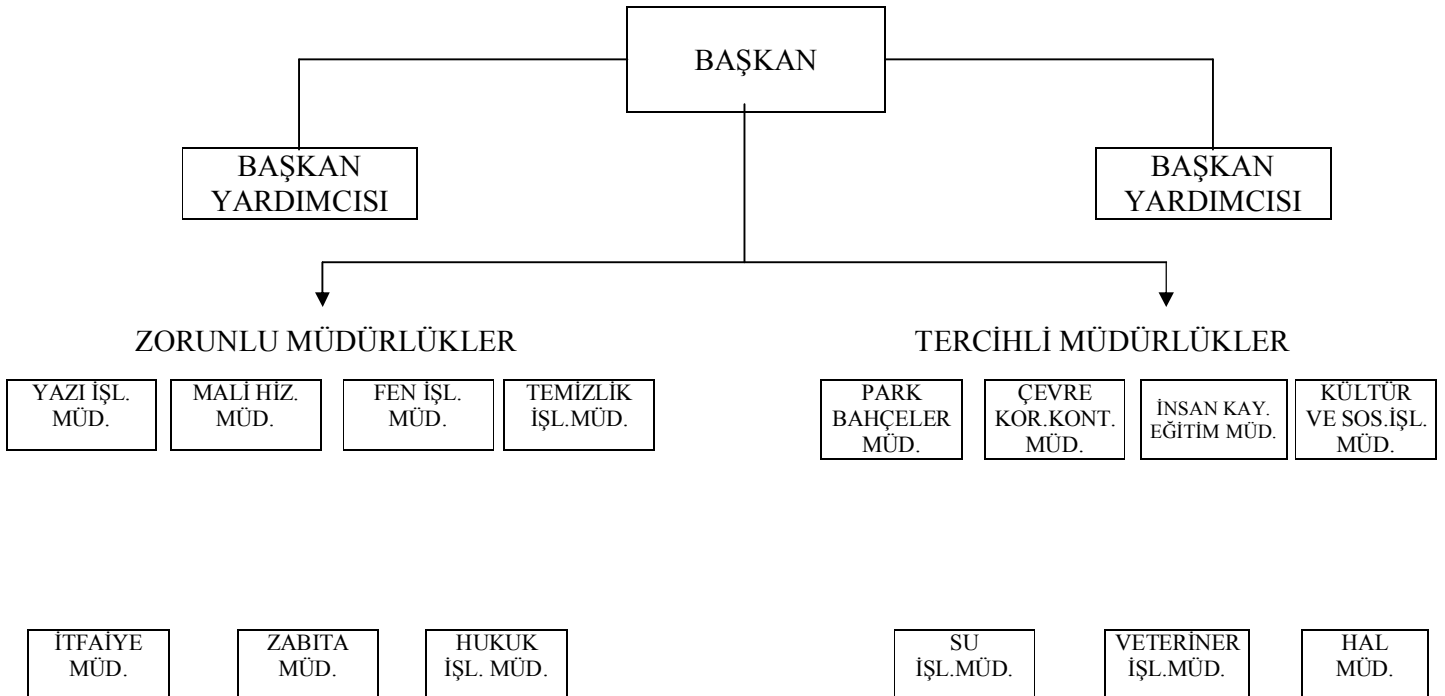 BAŞKAN
BAŞKAN
YARDIMCISI
BAŞKAN
YARDIMCISI
ZORUNLU MÜDÜRLÜKLER
TERCİHLİ MÜDÜRLÜKLER
YAZI İŞL.
MÜD.
MALİ HİZ.
MÜD.
FEN İŞL.
MÜD.
TEMİZLİK
İŞL.MÜD.
PARK
BAHÇELER
MÜD.
ÇEVRE
KOR.KONT.
MÜD.
İNSAN KAY.
EĞİTİM MÜD.
KÜLTÜR
VE SOS.İŞL.
MÜD.
İTFAİYE
MÜD.
ZABITA
MÜD.
HUKUK
İŞL. MÜD.
SU
İŞL.MÜD.
VETERİNER
İŞL.MÜD.
HAL
MÜD.